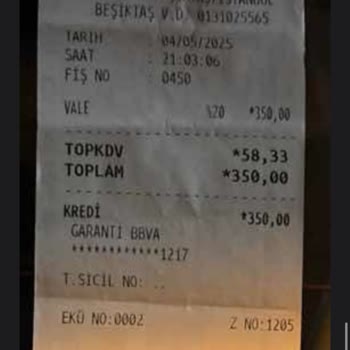 BEŞİKTAŞ V.D. 0131025565
TARİH : 04/05/2025
SAAT : 21:03:06
FİŞ NO : 0450
VALE %20 *350,00
TOPKDV *58,33
TOPLAM *350,00
KREDİ *350,00
GARANTİ BBVA
************1217
T.SİCİL NO: ..
EKÜ NO:0002 Z NO:1205